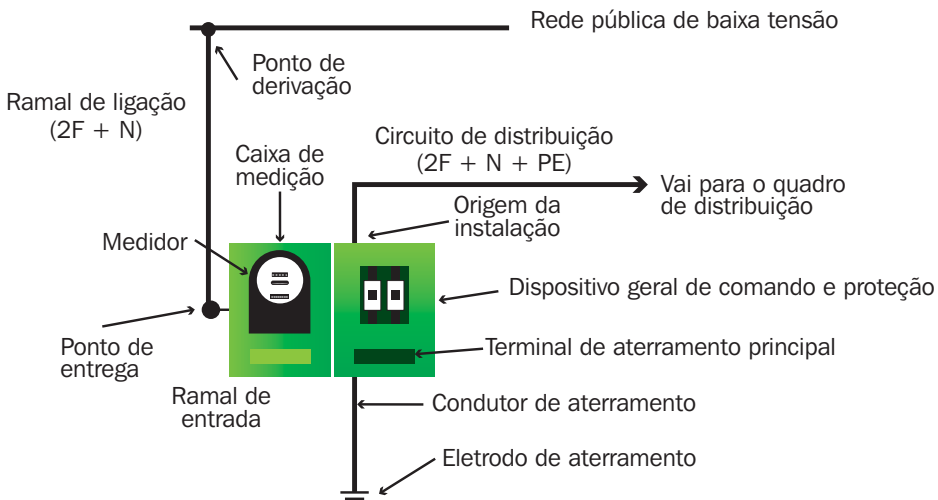 Rede pública de baixa tensão
Ponto de
derivação
Ramal de ligação
(2F + N)
Circuito de distribuição
(2F + N + PE)
Caixa de
medição
Vai para o quadro
de distribuição
Origem da
instalação
Medidor
Dispositivo geral de comando e proteção
Ponto de
entrega
Terminal de aterramento principal
Ramal de
entrada
Condutor de aterramento
Eletrodo de aterramento